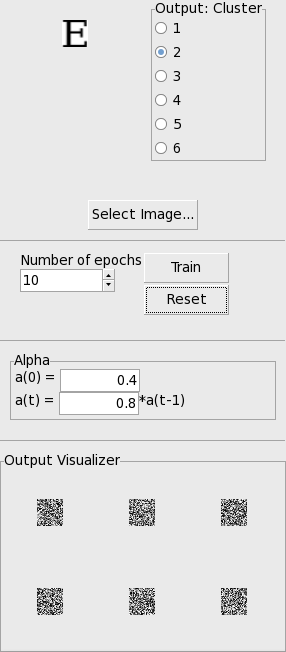 E
Output: Cluster
1
2
3
4
5
6
Select Image...
Number of epochs
10
Train
Reset
Alpha
a(0) = 0.4
a(t) = 0.8 *a(t-1)
Output Visualizer